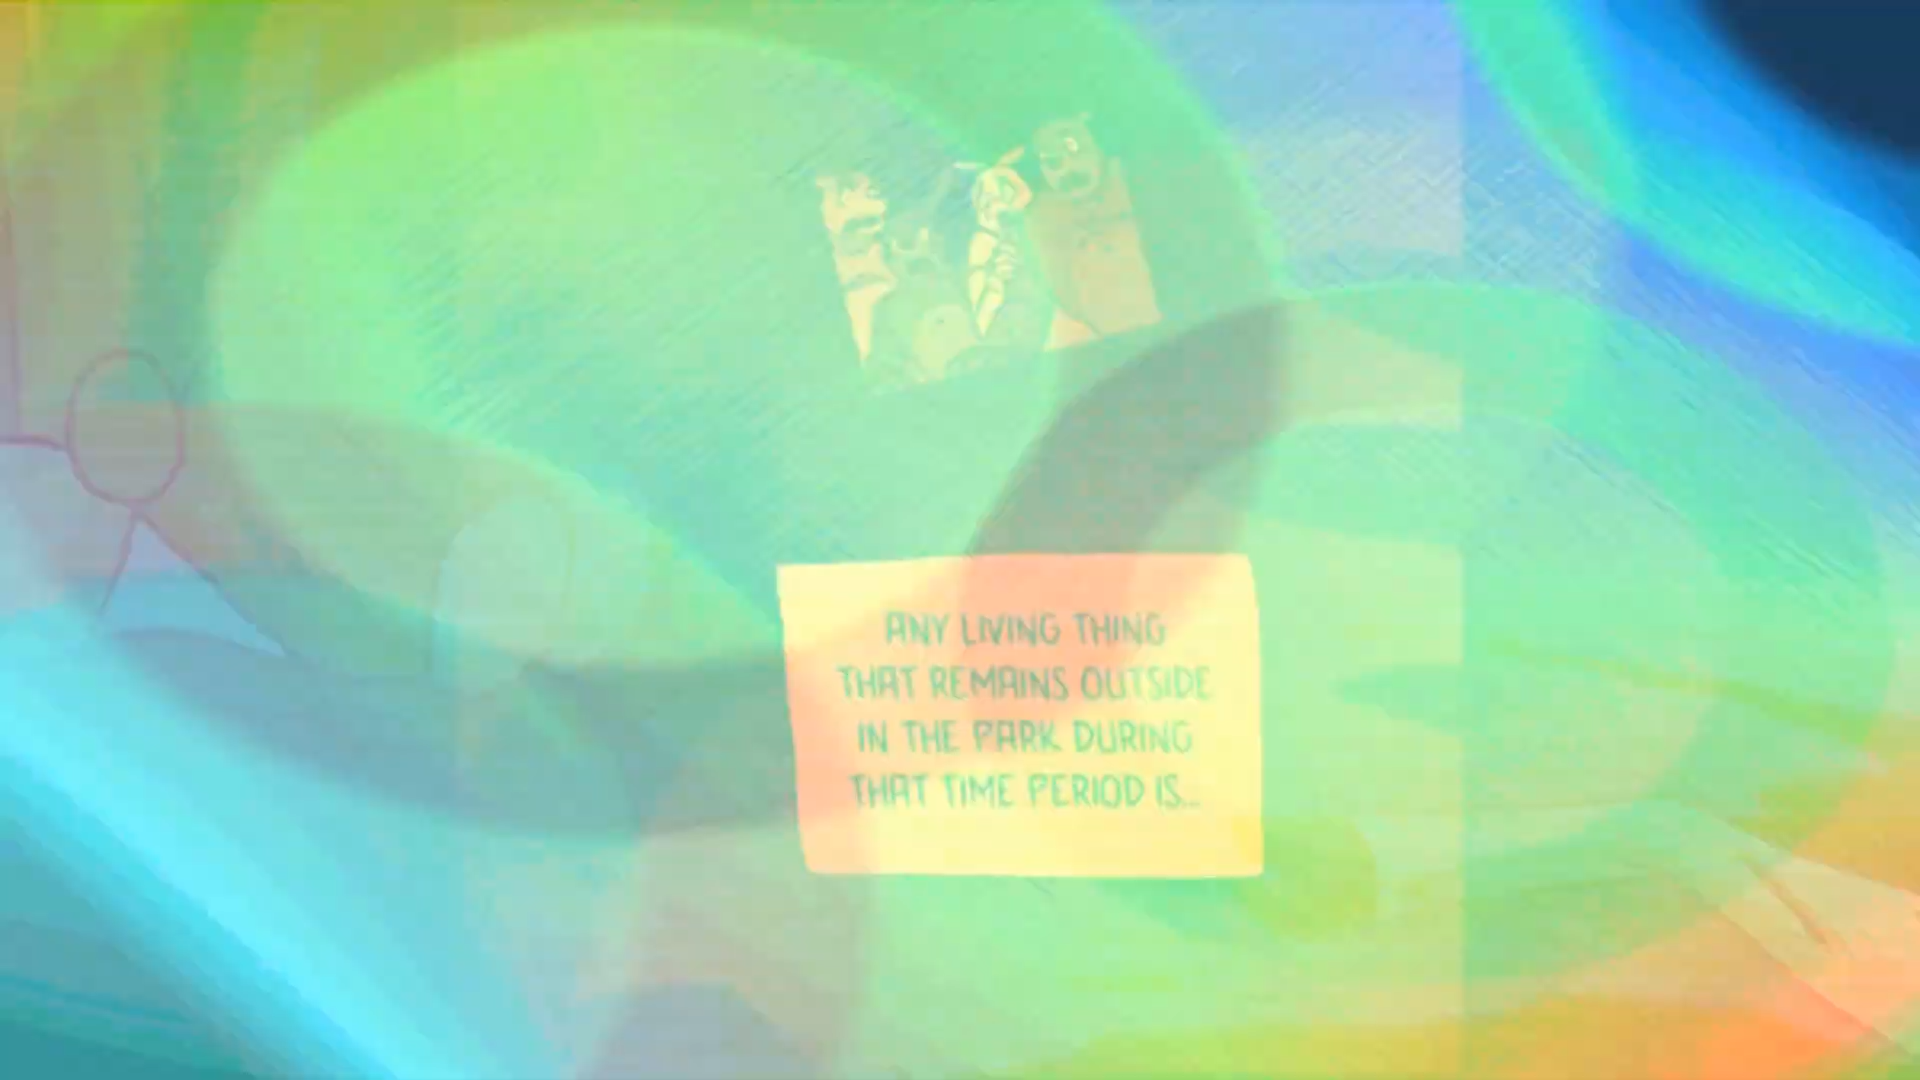 ANY LIVING THING
THAT REMAINS OUTSIDE
IN THE PARK DURING
THAT TIME PERIOD IS...